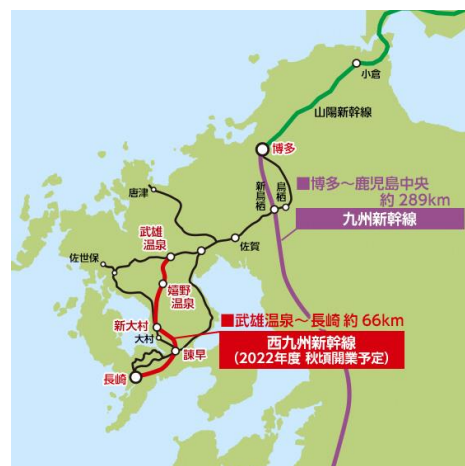 小倉
山陽新幹線
博多
■博多～鹿児島中央
約 289km
九州新幹線
新鳥栖
鳥栖
唐津
佐賀
武雄
温泉
佐世保
嬉野
温泉
新大村
大村
■武雄温泉～長崎 約 66km
西九州新幹線
(2022年度 秋頃開業予定)
諫早
長崎